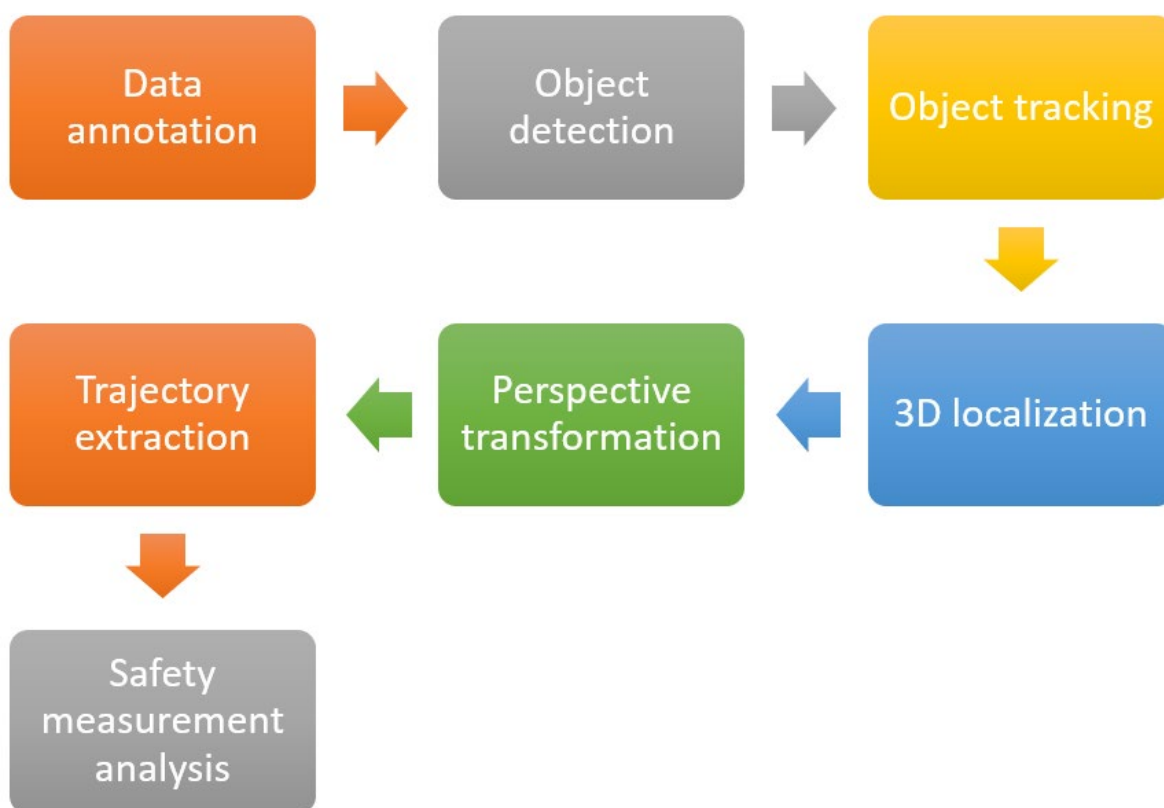 Data
annotation
Object
detection
Object tracking
3D localization
Perspective
transformation
Trajectory
extraction
Safety
measurement
analysis